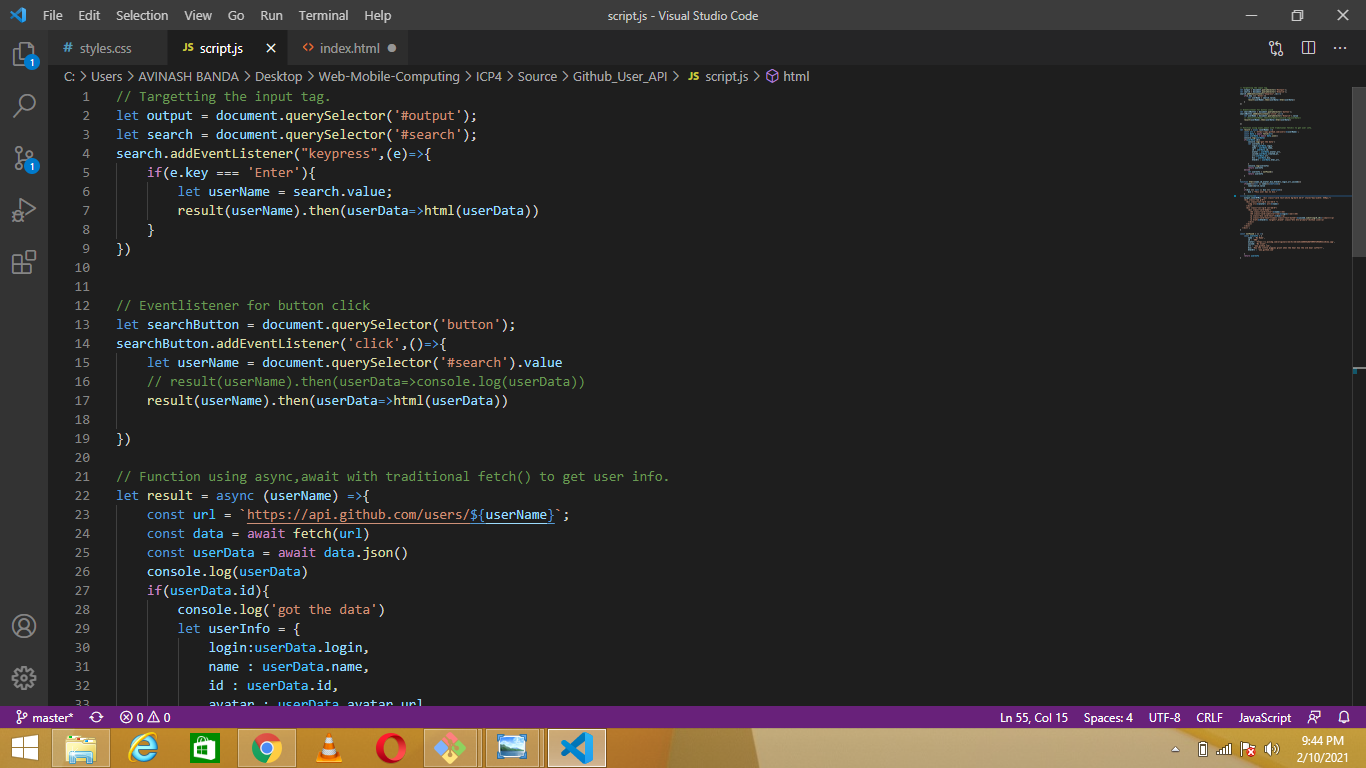 File Edit Selection View Go Run Terminal Help script.js - Visual Studio Code
# styles.css JS script.js × <> index.html ●
C: > Users > AVINASH BANDA > Desktop > Web-Mobile-Computing > ICP4 > Source > Github_User_API > JS script.js > html
1 // Targetting the input tag.
2 let output = document.querySelector('#output');
3 let search = document.querySelector('#search');
4 search.addEventListener("keypress",(e)=>{
5     if(e.key === 'Enter'){
6         let userName = search.value;
7         result(userName).then(userData=>html(userData))
8     }
9 })
10
11
12 // Eventlistener for button click
13 let searchButton = document.querySelector('button');
14 searchButton.addEventListener('click',()=>{
15     let userName = document.querySelector('#search').value
16     // result(userName).then(userData=>console.log(userData))
17     result(userName).then(userData=>html(userData))
18
19 })
20
21 // Function using async,await with traditional fetch() to get user info.
22 let result = async (userName) =>{
23     const url = `https://api.github.com/users/${userName}`;
24     const data = await fetch(url)
25     const userData = await data.json()
26     console.log(userData)
27     if(userData.id){
28         console.log('got the data')
29         let userInfo = {
30             login:userData.login,
31             name : userData.name,
32             id : userData.id,
33             avatar : userData.avatar_url
1
1
master* 0 0 Ln 55, Col 15 Spaces: 4 UTF-8 CRLF JavaScript
9:44 PM
2/10/2021